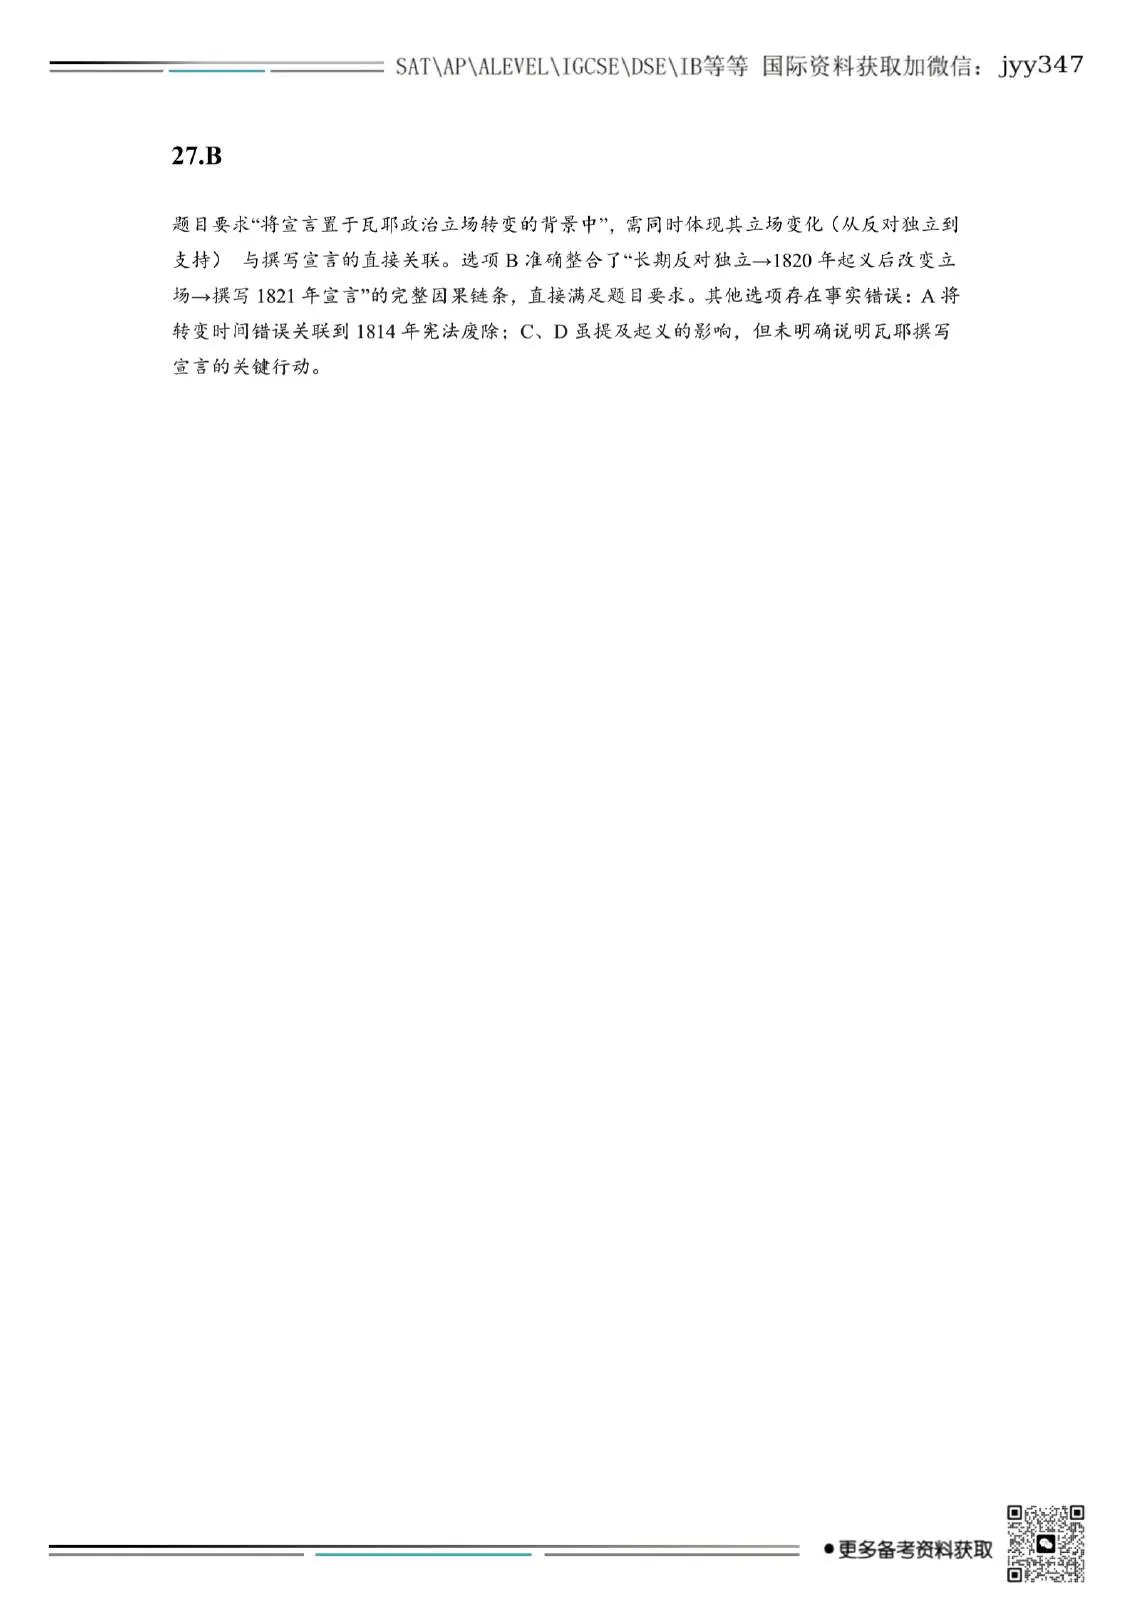 SAT\AP\ALEVEL\IGCSE\DSE\IB等等 国际资料获取加微信： jyy347
27.B
题目要求“将宣言置于瓦耶政治立场转变的背景中”，需同时体现其立场变化（从反对独立到
支持） 与撰写宣言的直接关联。选项 B 准确整合了“长期反对独立→1820 年起义后改变立
场→撰写 1821 年宣言”的完整因果链条，直接满足题目要求。其他选项存在事实错误：A 将
转变时间错误关联到 1814 年宪法废除；C、D 虽提及起义的影响，但未明确说明瓦耶撰写
宣言的关键行动。
●更多备考资料获取